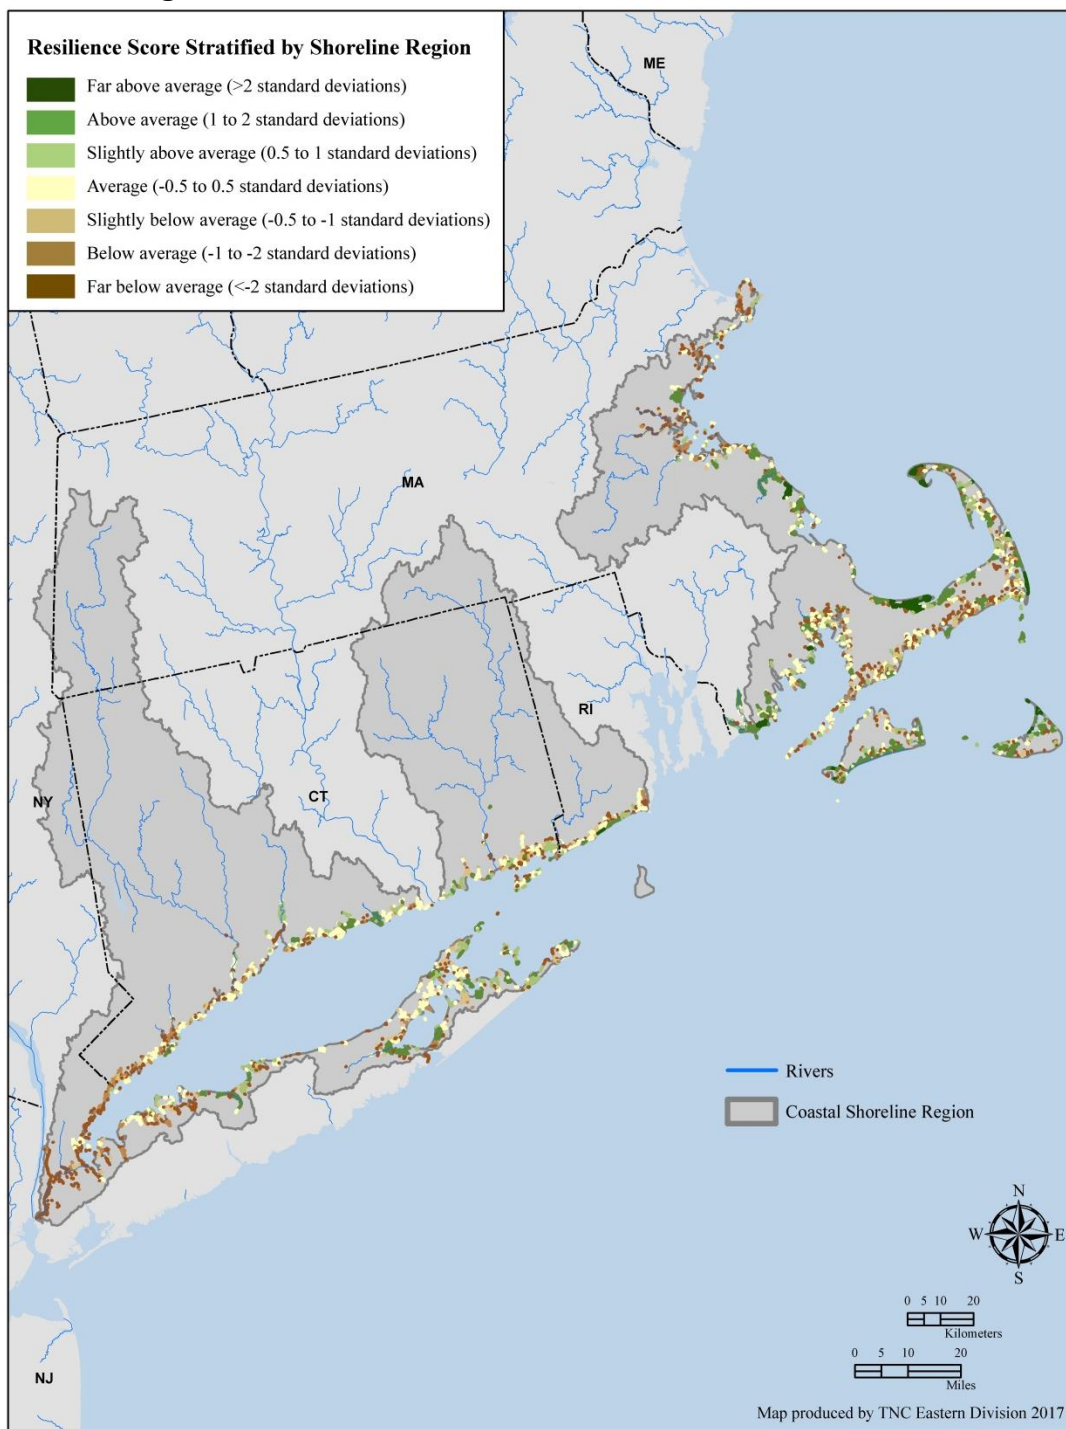 Resilience Score Stratified by Shoreline Region
Far above average (>2 standard deviations)
Above average (1 to 2 standard deviations)
Slightly above average (0.5 to 1 standard deviations)
Average (-0.5 to 0.5 standard deviations)
Slightly below average (-0.5 to -1 standard deviations)
Below average (-1 to -2 standard deviations)
Far below average (<-2 standard deviations)
ME
MA
RI
CT
NY
Rivers
Coastal Shoreline Region
N
W E
S
0 5 10 20
Kilometers
0 5 10 20
Miles
NJ
Map produced by TNC Eastern Division 2017